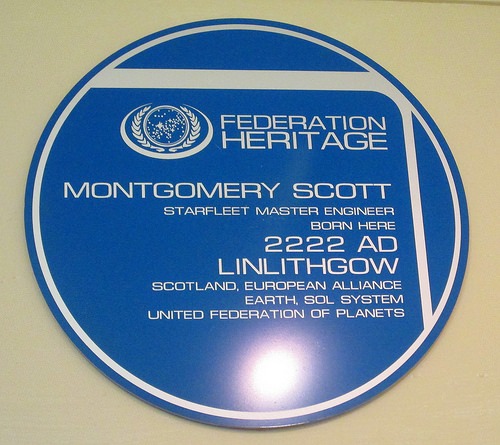 FEDERATION
HERITAGE
MONTGOMERY SCOTT
STARFLEET MASTER ENGINEER
BORN HERE
2222 AD
LINLITHGOW
SCOTLAND, EUROPEAN ALLIANCE
EARTH, SOL SYSTEM
UNITED FEDERATION OF PLANETS